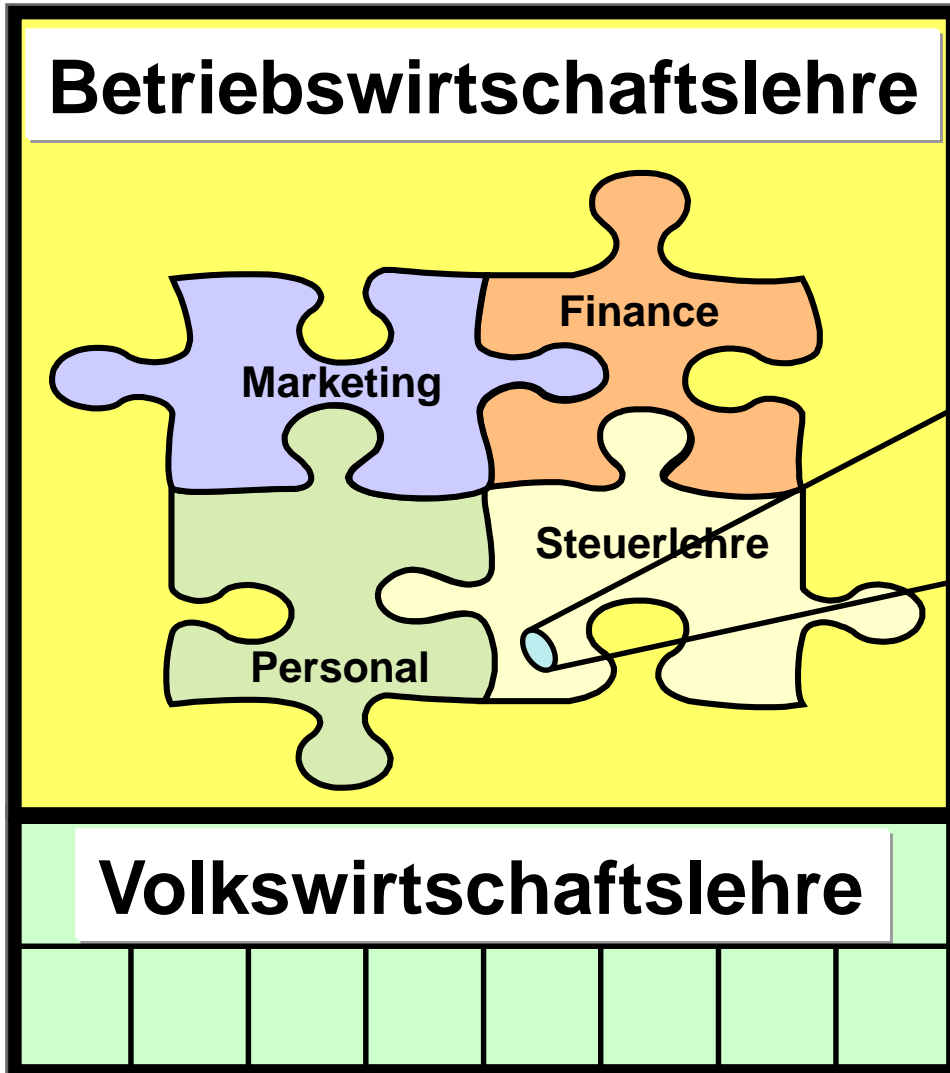 Betriebswirtschaftslehre
Finance
Marketing
Steuerlehre
Personal
Volkswirtschaftslehre